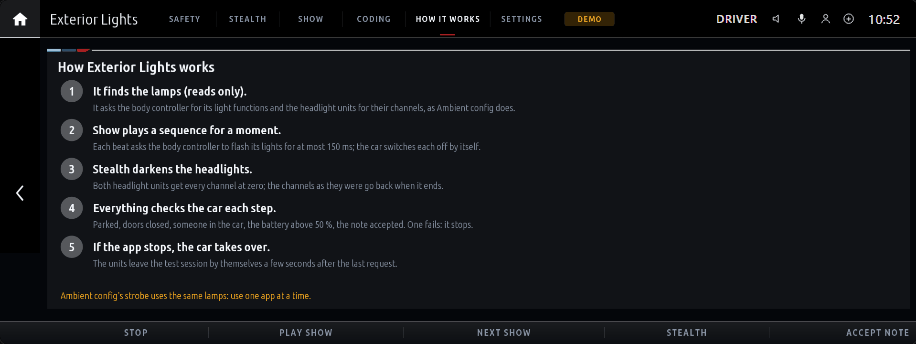 Exterior Lights
SAFETY
STEALTH
SHOW
CODING
HOW IT WORKS
SETTINGS
DEMO
DRIVER
10:52
How Exterior Lights works
1
It finds the lamps (reads only).
It asks the body controller for its light functions and the headlight units for their channels, as Ambient config does.
2
Show plays a sequence for a moment.
Each beat asks the body controller to flash its lights for at most 150 ms; the car switches each off by itself.
3
Stealth darkens the headlights.
Both headlight units get every channel at zero; the channels as they were go back when it ends.
4
Everything checks the car each step.
Parked, doors closed, someone in the car, the battery above 50 %, the note accepted. One fails: it stops.
5
If the app stops, the car takes over.
The units leave the test session by themselves a few seconds after the last request.
Ambient config's strobe uses the same lamps: use one app at a time.
STOP
PLAY SHOW
NEXT SHOW
STEALTH
ACCEPT NOTE